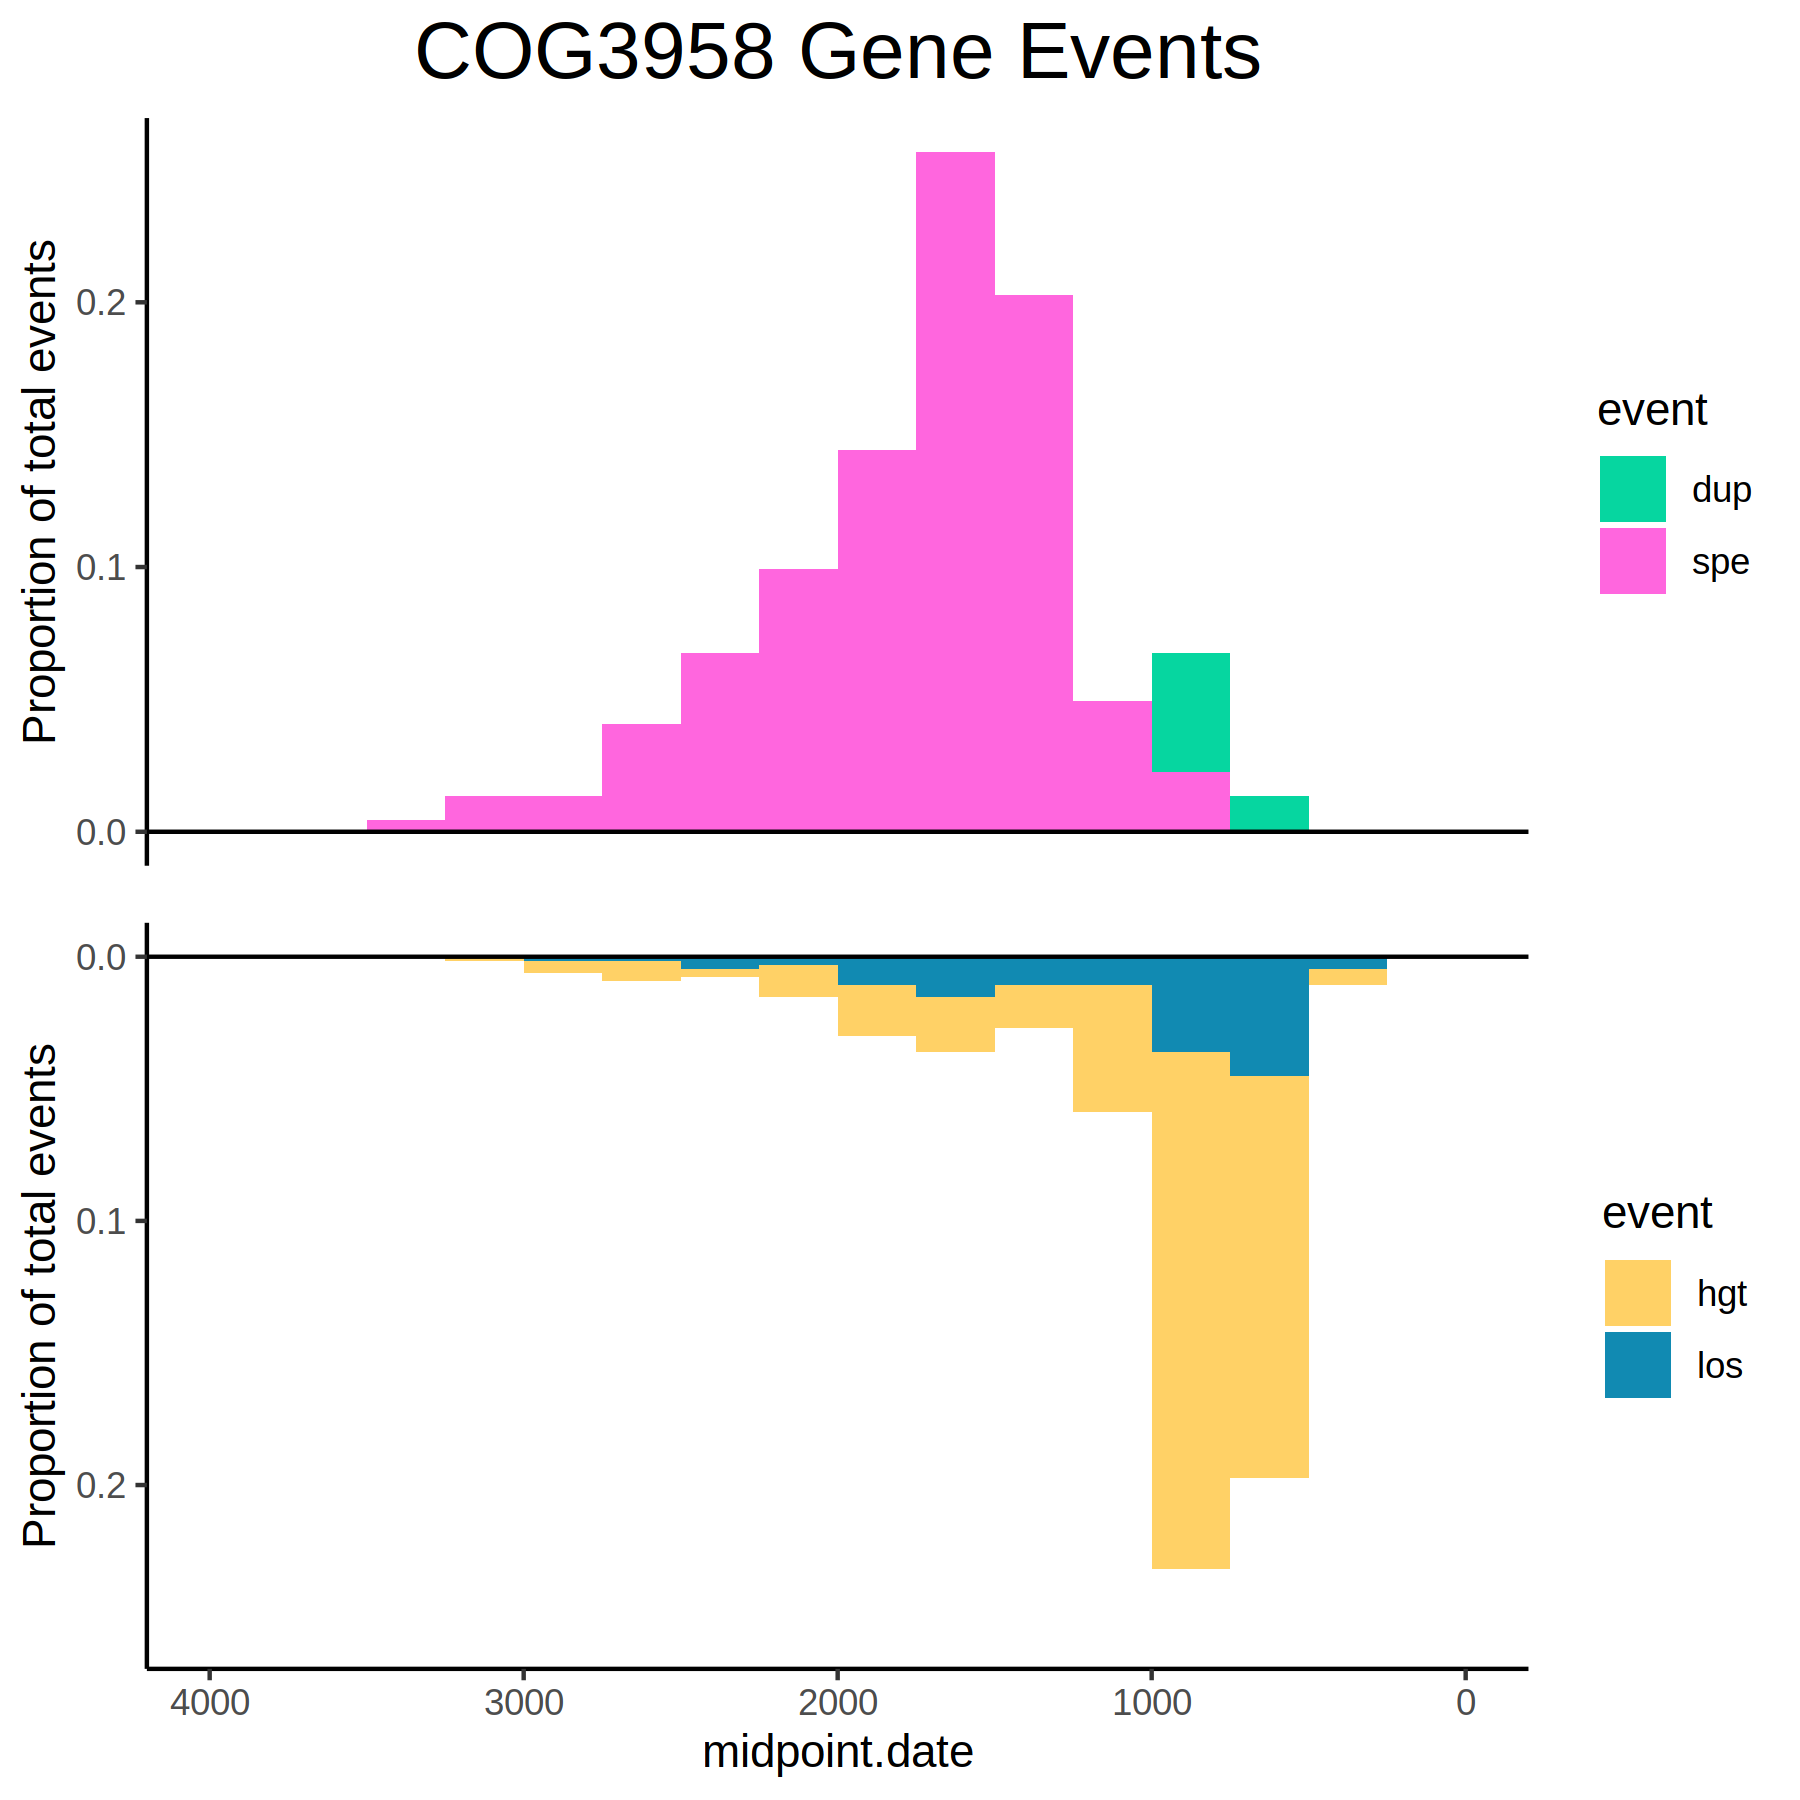 COG3958 Gene Events
Proportion of total events
0.2
0.1
0.0
event
dup
spe
Proportion of total events
0.0
0.1
0.2
event
hgt
los
4000 3000 2000 1000 0
midpoint.date